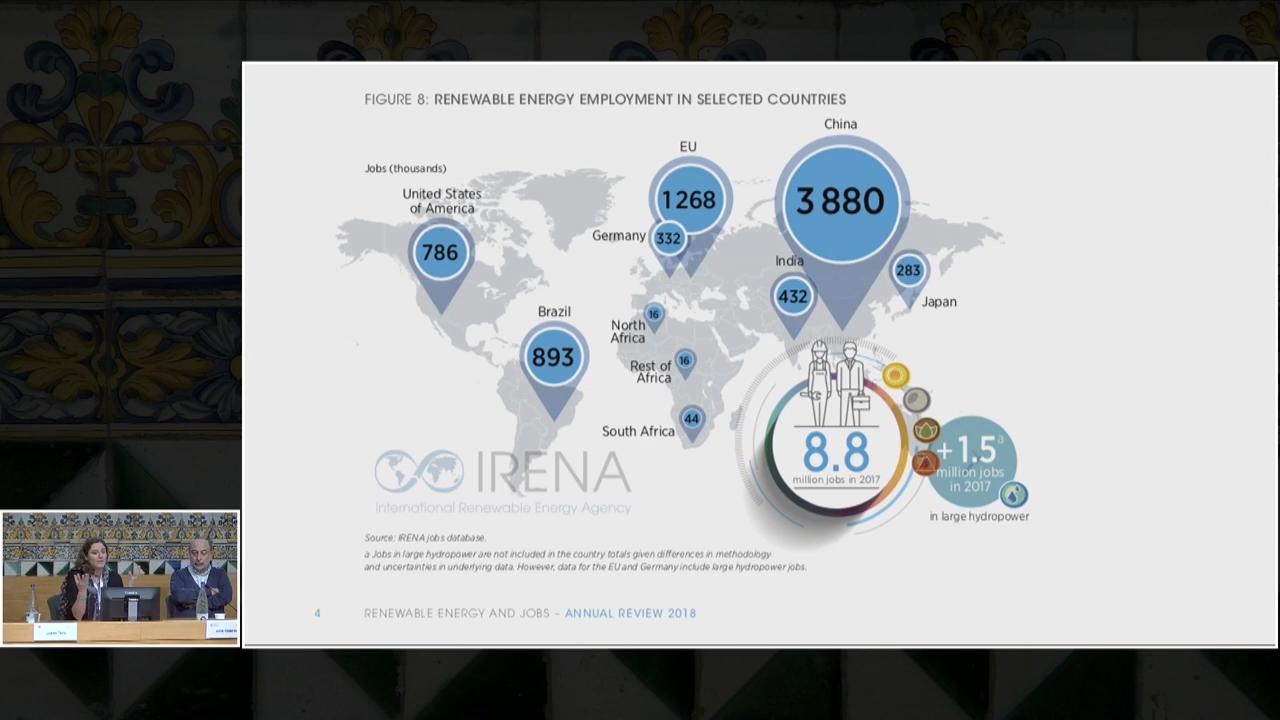 FIGURE 8: RENEWABLE ENERGY EMPLOYMENT IN SELECTED COUNTRIES
Jobs (thousands)
United States
of America
786
Brazil
893
EU
1 268
Germany
332
China
3 880
India
432
283
Japan
16
North
Africa
16
Rest of
Africa
44
South Africa
8.8
million jobs in 2017
+1.5a
million jobs
in 2017
in large hydropower
IRENA
International Renewable Energy Agency
Source: IRENA jobs database.
a Jobs in large hydropower are not included in the country totals given differences in methodology
and uncertainties in underlying data. However, data for the EU and Germany include large hydropower jobs.
4
RENEWABLE ENERGY AND JOBS – ANNUAL REVIEW 2018